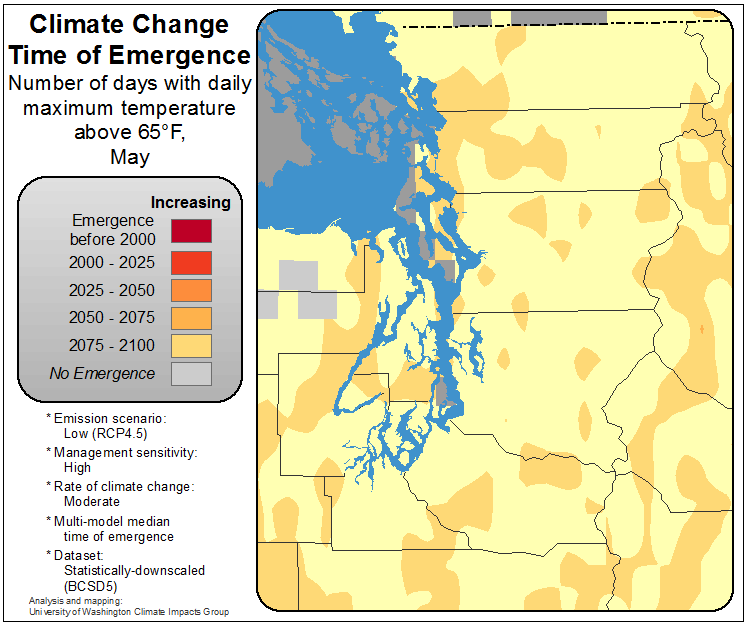 Climate Change
Time of Emergence
Number of days with daily
maximum temperature
above 65°F,
May
Increasing
Emergence
before 2000
2000 - 2025
2025 - 2050
2050 - 2075
2075 - 2100
No Emergence
* Emission scenario:
Low (RCP4.5)
* Management sensitivity:
High
* Rate of climate change:
Moderate
* Multi-model median
time of emergence
* Dataset:
Statistically-downscaled
(BCSD5)
Analysis and mapping:
University of Washington Climate Impacts Group